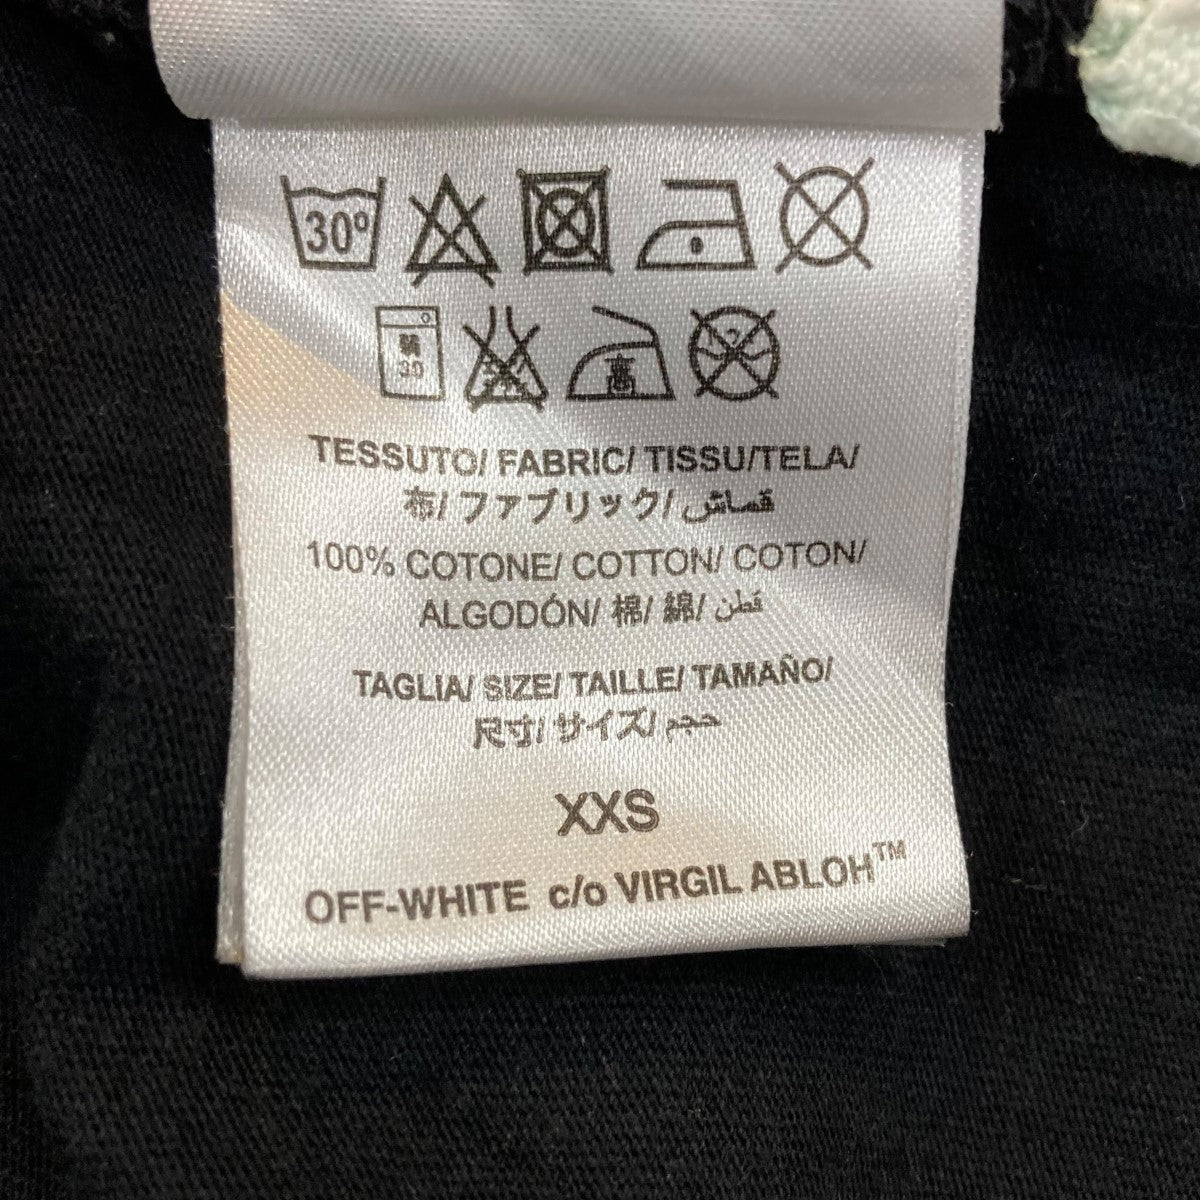 30°
弱 30
高
TESSUTO/ FABRIC/ TISSU/TELA/
布/ ファブリック/ قماش
100% COTONE/ COTTON/ COTON/
ALGODÓN/ 棉/ 綿/ قطن
TAGLIA/ SIZE/ TAILLE/ TAMAÑO/
尺寸/ サイズ/ حجم
XXS
OFF-WHITE c/o VIRGIL ABLOH™